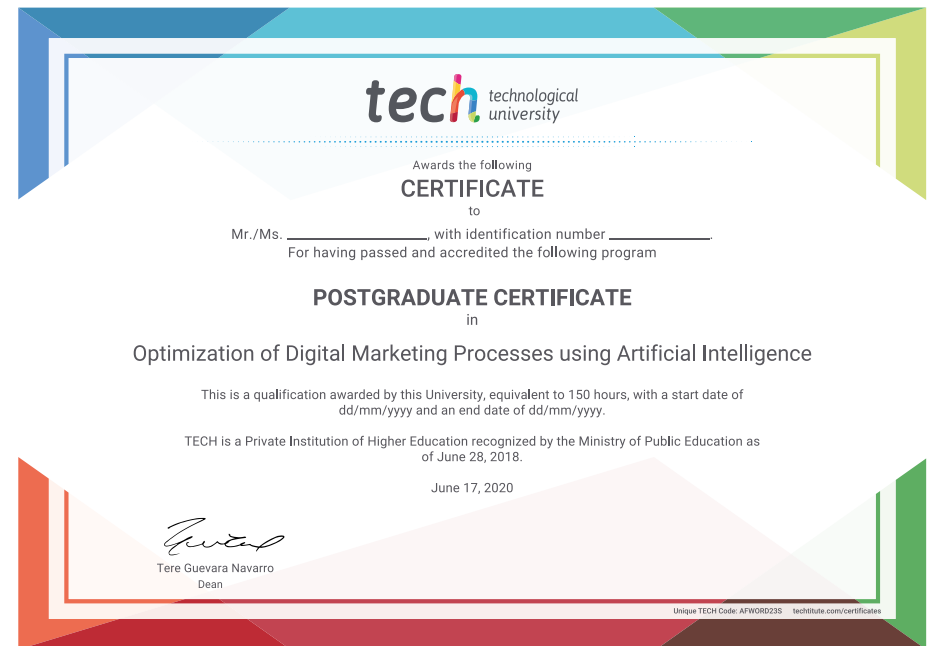 tech technological
university
Awards the following
CERTIFICATE
to
Mr./Ms. ____________________, with identification number ______________.
For having passed and accredited the following program
POSTGRADUATE CERTIFICATE
in
Optimization of Digital Marketing Processes using Artificial Intelligence
This is a qualification awarded by this University, equivalent to 150 hours, with a start date of
dd/mm/yyyy and an end date of dd/mm/yyyy.
TECH is a Private Institution of Higher Education recognized by the Ministry of Public Education as
of June 28, 2018.
June 17, 2020
Tere Guevara Navarro
Dean
Unique TECH Code: AFWORD23S techtitute.com/certificates